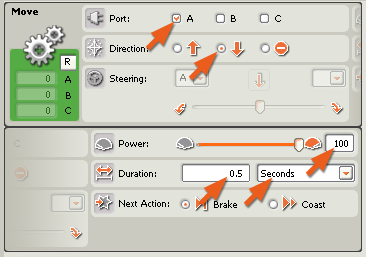 Move
Port: A B C
Direction:
R
Steering: A
0 A
0 B
0 C
C
Power: 100
Duration: 0.5 Seconds
Next Action: Brake Coast